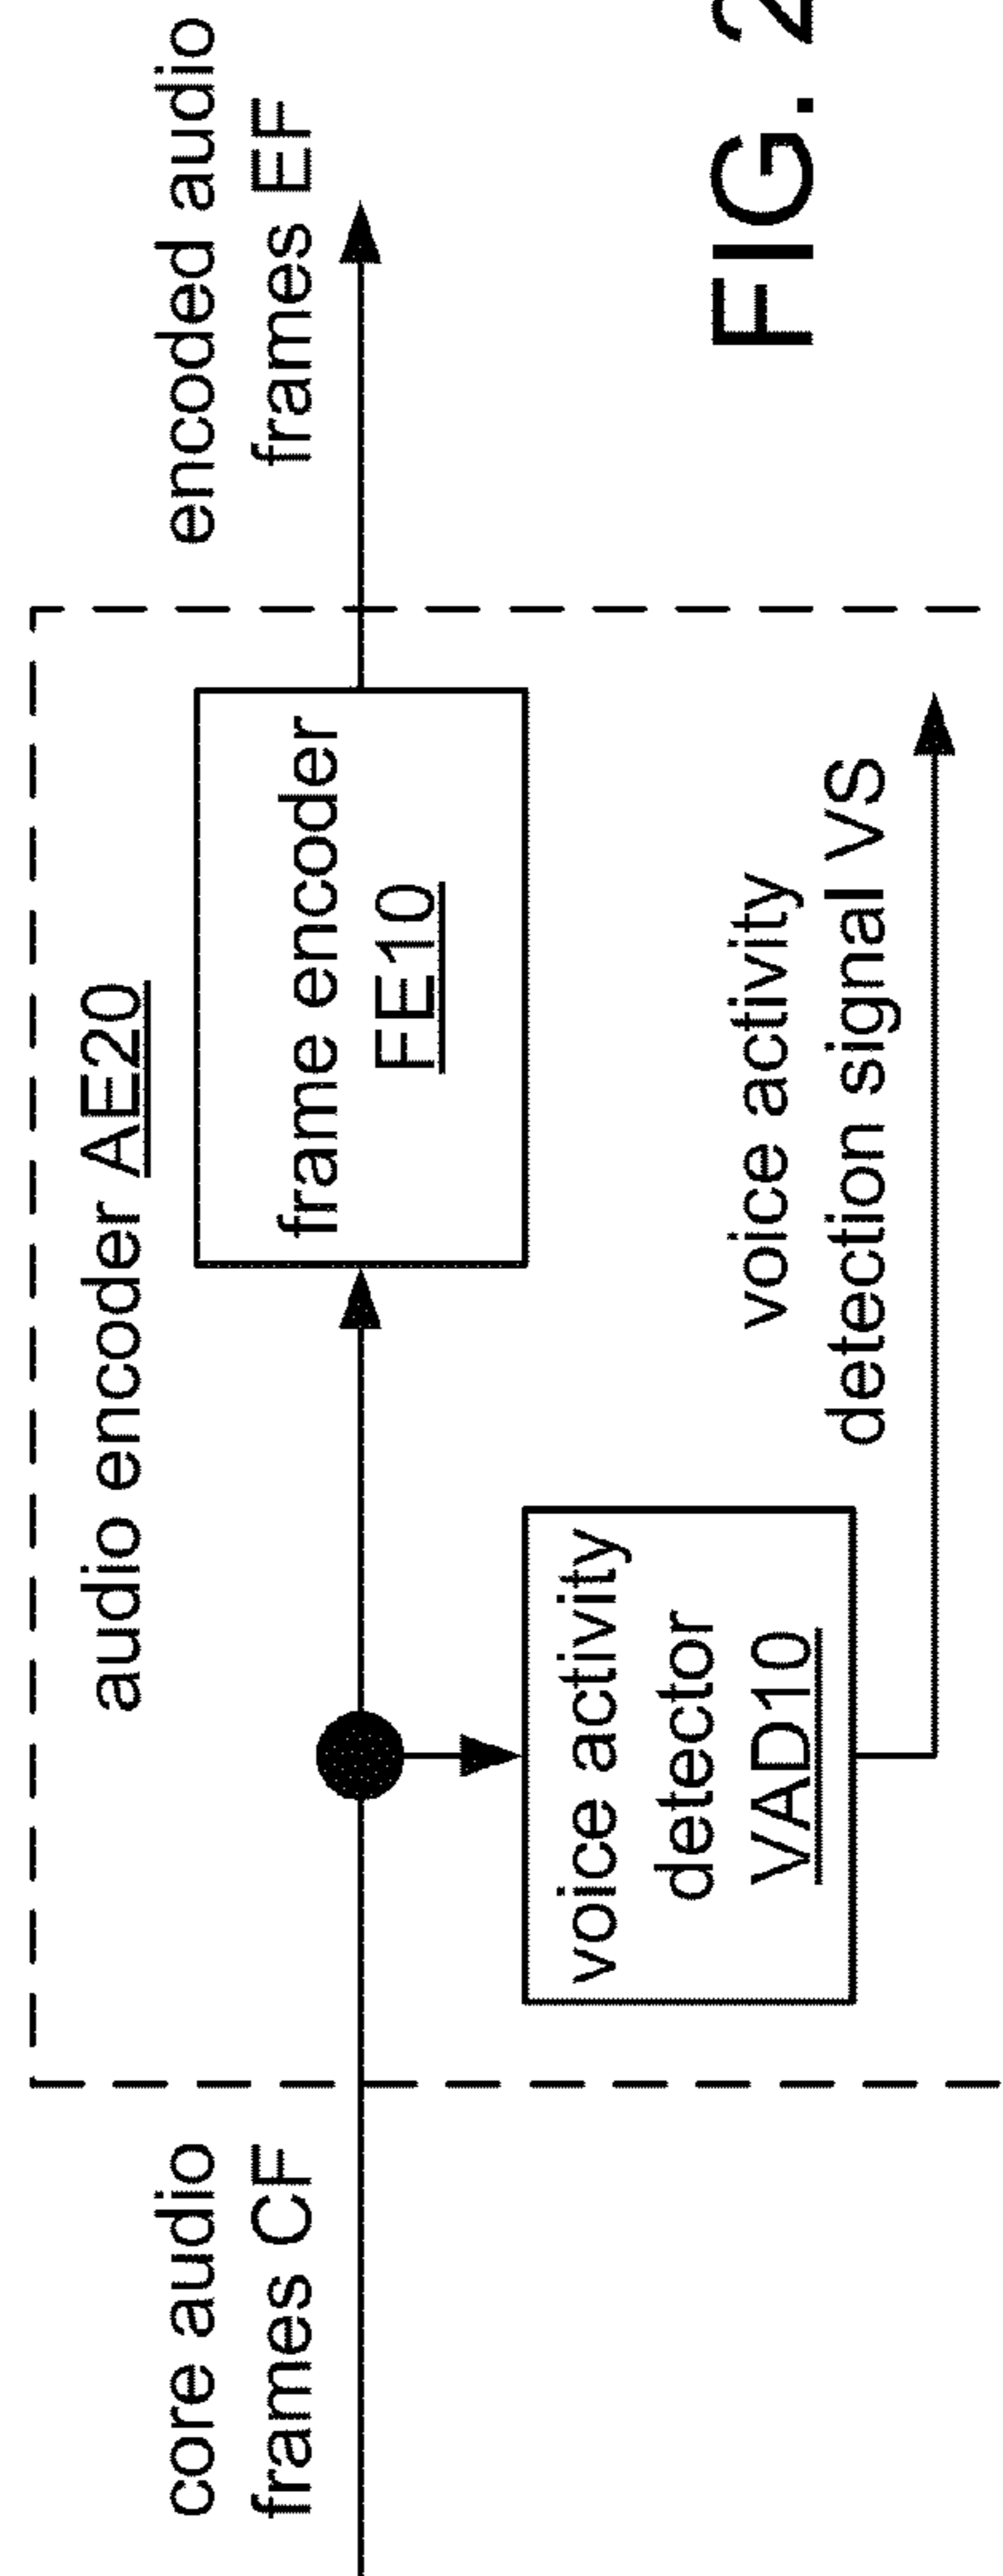 audio encoder AE20
core audio
frames CF
encoded audio
frames EF
frame encoder
FE10
voice activity
detector
VAD10
voice activity
detection signal VS
FIG. 2